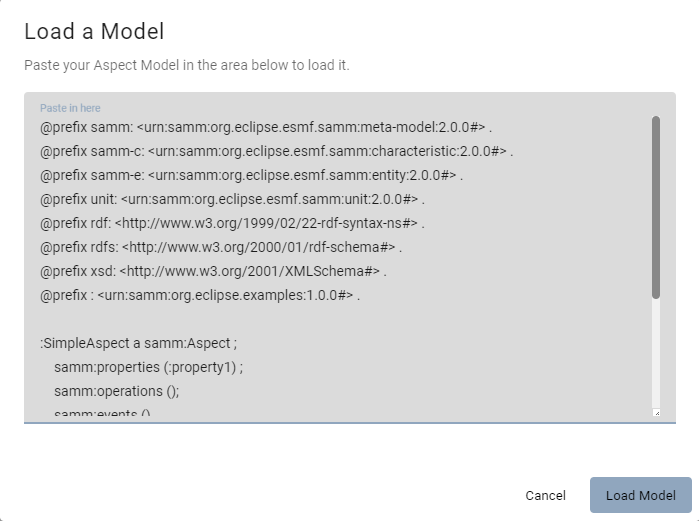 Load a Model
Paste your Aspect Model in the area below to load it.
Paste in here
@prefix samm: <urn:samm:org.eclipse.esmf.samm:meta-model:2.0.0#> .
@prefix samm-c: <urn:samm:org.eclipse.esmf.samm:characteristic:2.0.0#> .
@prefix samm-e: <urn:samm:org.eclipse.esmf.samm:entity:2.0.0#> .
@prefix unit: <urn:samm:org.eclipse.esmf.samm:unit:2.0.0#> .
@prefix rdf: <http://www.w3.org/1999/02/22-rdf-syntax-ns#> .
@prefix rdfs: <http://www.w3.org/2000/01/rdf-schema#> .
@prefix xsd: <http://www.w3.org/2001/XMLSchema#> .
@prefix : <urn:samm:org.eclipse.examples:1.0.0#> .
:SimpleAspect a samm:Aspect ;
samm:properties (:property1) ;
samm:operations ();
samm:events ()
Cancel
Load Model